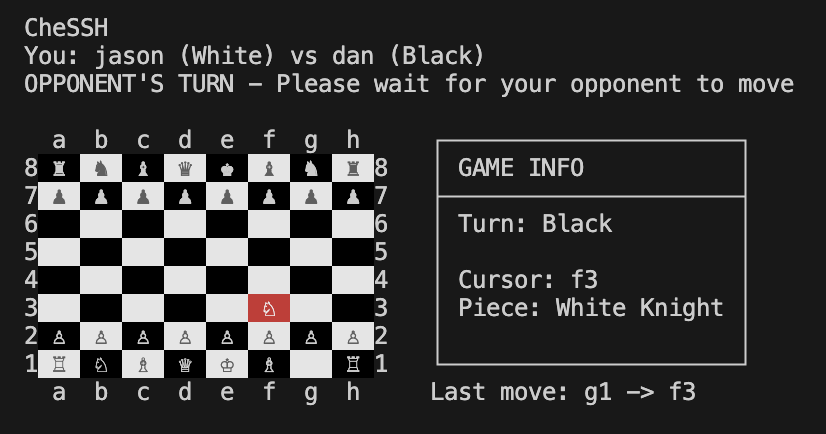 CheSSH
You: jason (White) vs dan (Black)
OPPONENT'S TURN - Please wait for your opponent to move
a b c d e f g h
8 ♜ ♞ ♝ ♛ ♚ ♝ ♞ ♜ 8
7 ♟ ♟ ♟ ♟ ♟ ♟ ♟ ♟ 7
6 6
5 5
4 4
3 ♘ 3
2 ♙ ♙ ♙ ♙ ♙ ♙ ♙ ♙ 2
1 ♖ ♘ ♗ ♕ ♔ ♗ ♖ 1
a b c d e f g h
GAME INFO
Turn: Black
Cursor: f3
Piece: White Knight
Last move: g1 -> f3